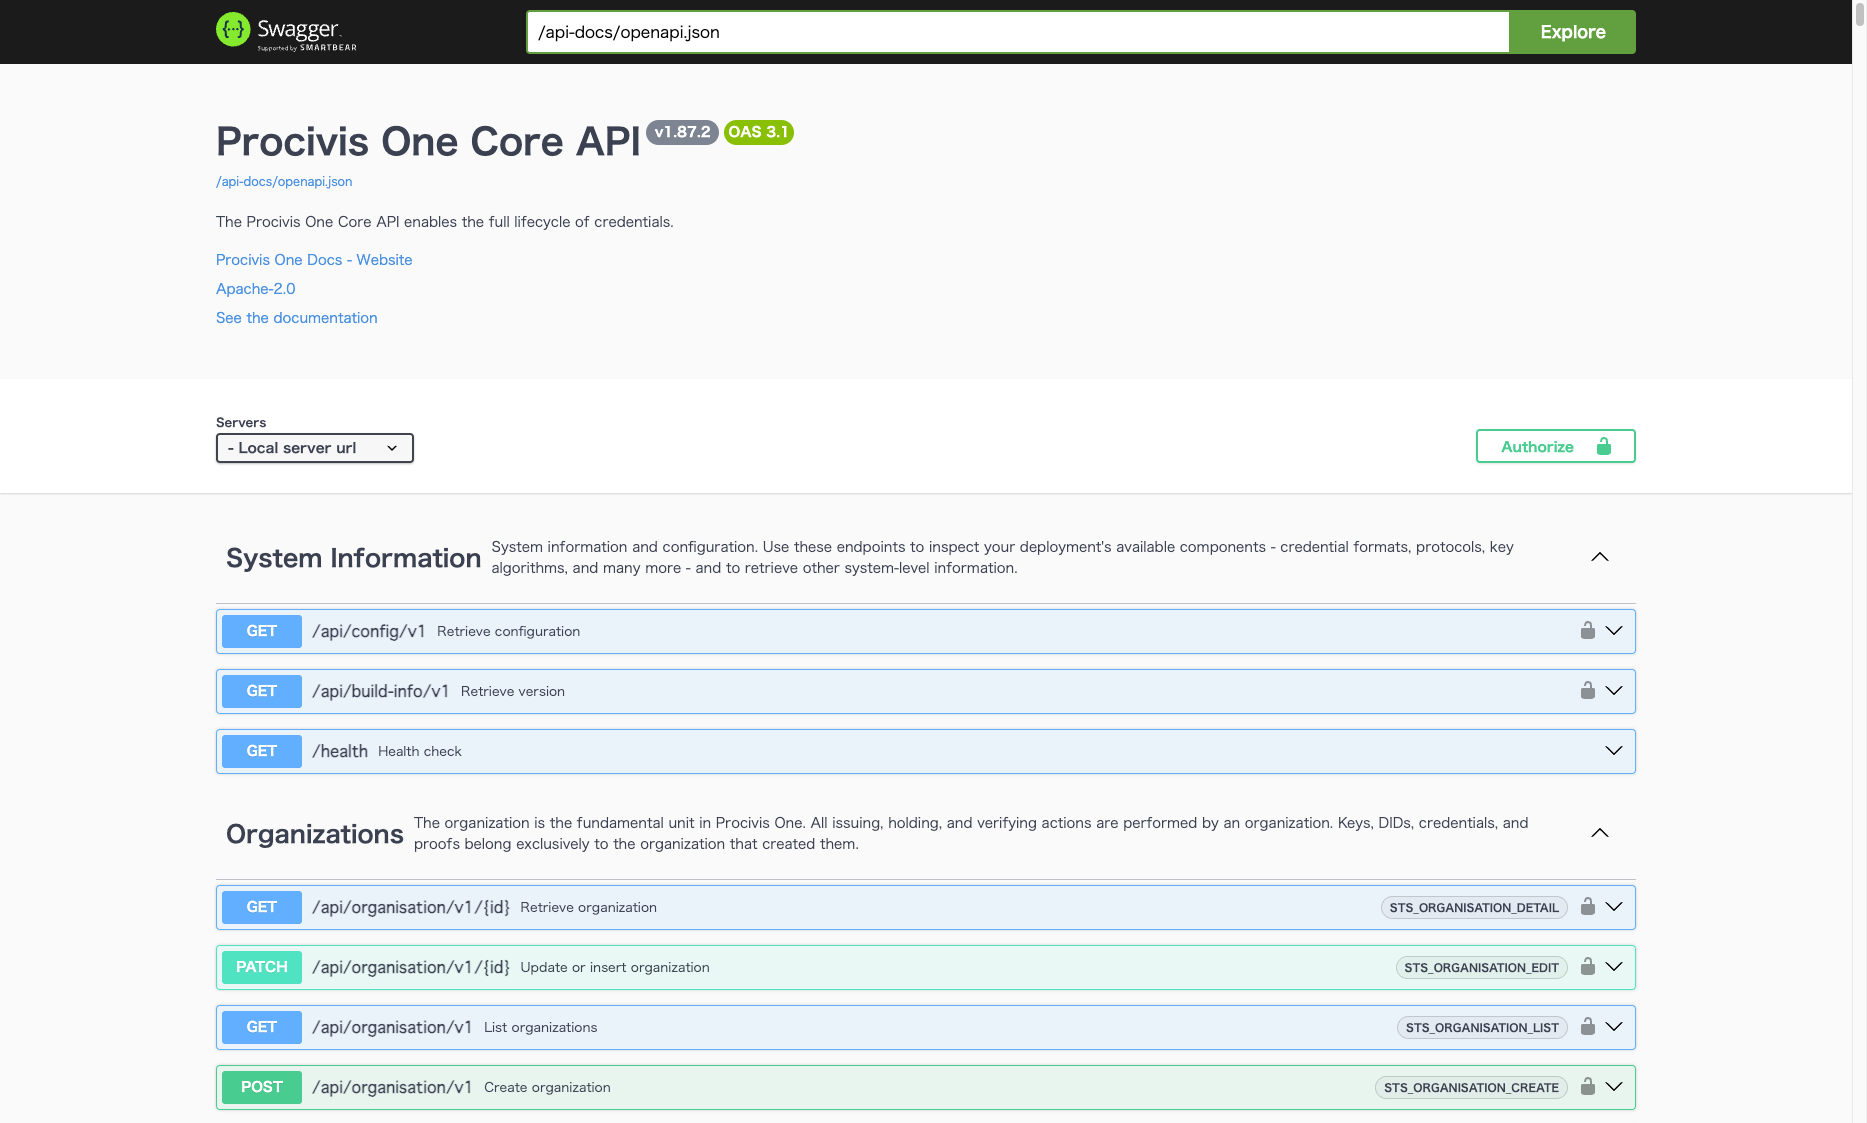 Swagger
Supported by SMARTBEAR
/api-docs/openapi.json
Explore
Procivis One Core API v1.87.2 OAS 3.1
/api-docs/openapi.json
The Procivis One Core API enables the full lifecycle of credentials.
Procivis One Docs - Website
Apache-2.0
See the documentation
Servers
- Local server url
Authorize
System Information
System information and configuration. Use these endpoints to inspect your deployment's available components - credential formats, protocols, key
algorithms, and many more - and to retrieve other system-level information.
GET /api/config/v1 Retrieve configuration
GET /api/build-info/v1 Retrieve version
GET /health Health check
Organizations
The organization is the fundamental unit in Procivis One. All issuing, holding, and verifying actions are performed by an organization. Keys, DIDs, credentials, and
proofs belong exclusively to the organization that created them.
GET /api/organisation/v1/{id} Retrieve organization STS_ORGANISATION_DETAIL
PATCH /api/organisation/v1/{id} Update or insert organization STS_ORGANISATION_EDIT
GET /api/organisation/v1 List organizations STS_ORGANISATION_LIST
POST /api/organisation/v1 Create organization STS_ORGANISATION_CREATE